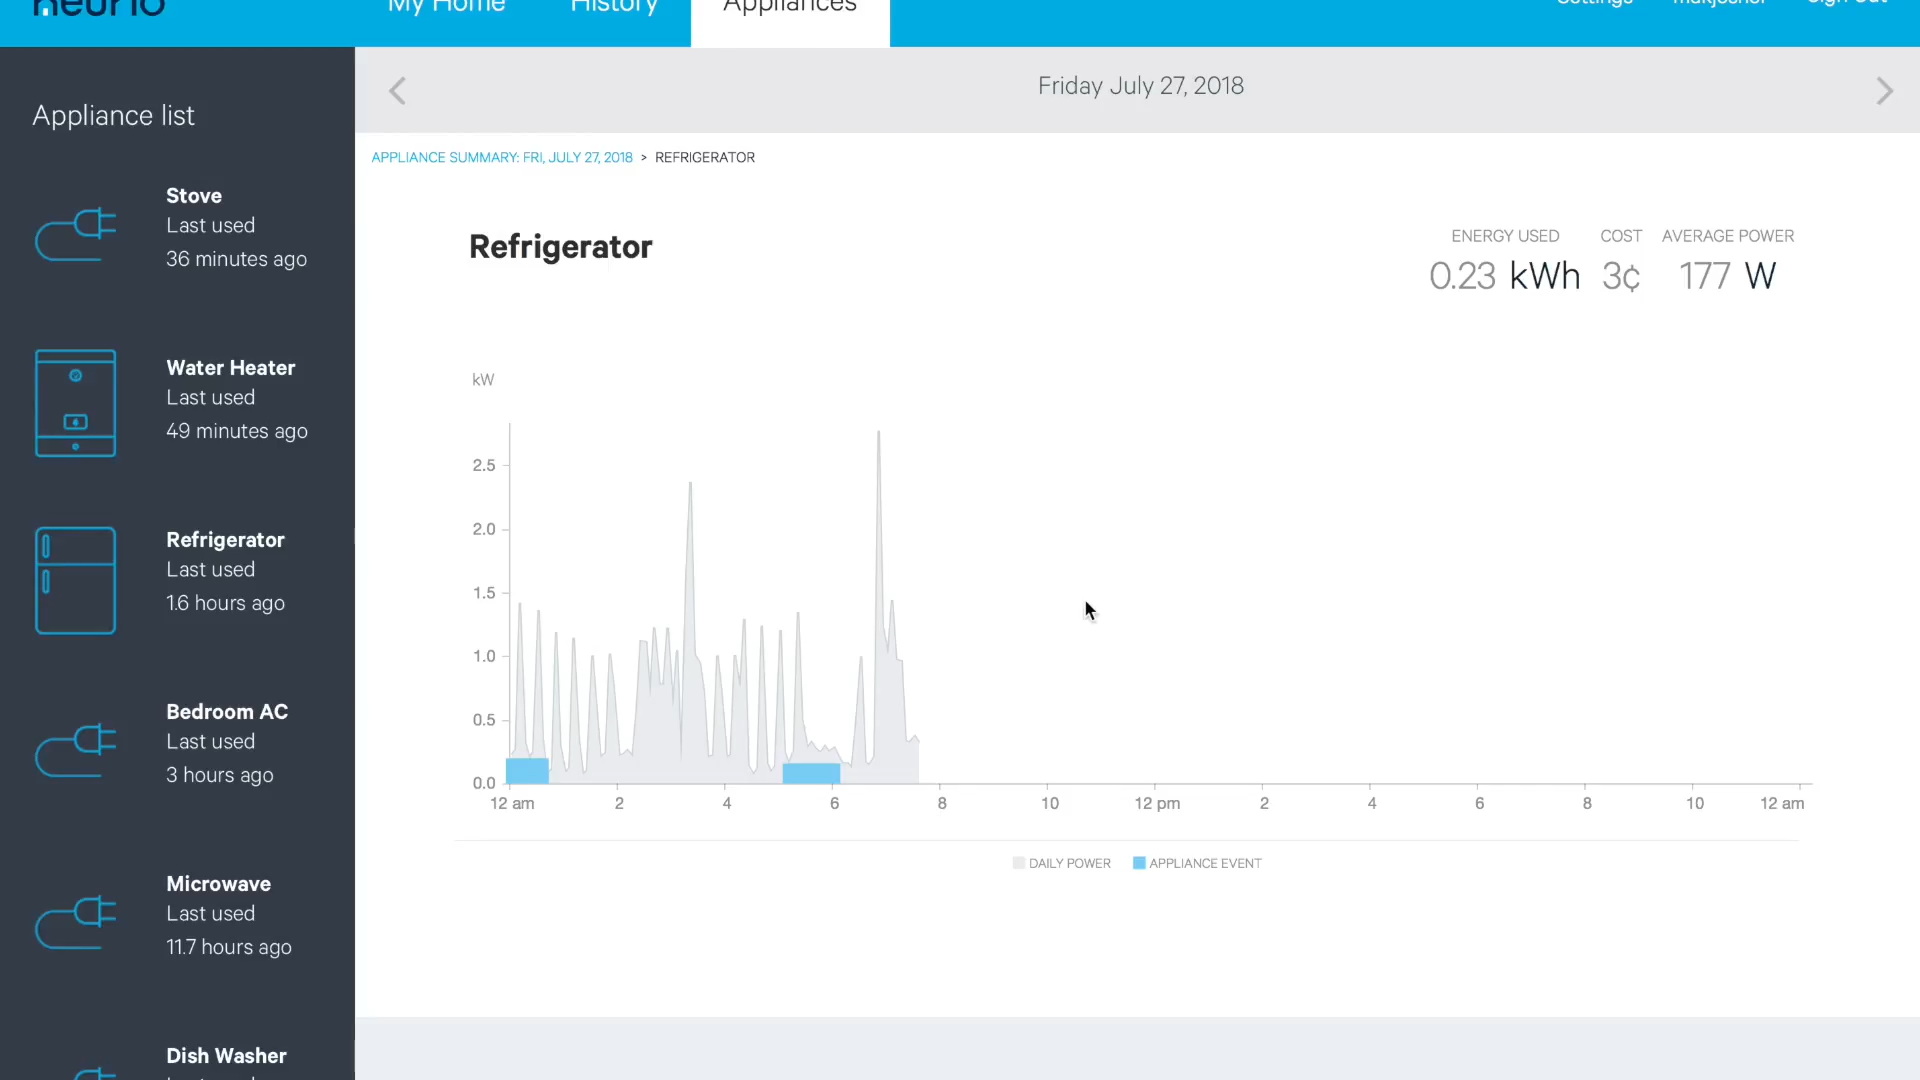 neurio
My Home
History
Appliances
Settings
Sign Out
Appliance list
Stove
Last used
36 minutes ago
Water Heater
Last used
49 minutes ago
Refrigerator
Last used
1.6 hours ago
Bedroom AC
Last used
3 hours ago
Microwave
Last used
11.7 hours ago
Dish Washer
Friday July 27, 2018
APPLIANCE SUMMARY: FRI, JULY 27, 2018 > REFRIGERATOR
Refrigerator
ENERGY USED COST AVERAGE POWER
0.23 kWh 3¢ 177 W
kW
2.5
2.0
1.5
1.0
0.5
0.0
12 am 2 4 6 8 10 12 pm 2 4 6 8 10 12 am
DAILY POWER APPLIANCE EVENT